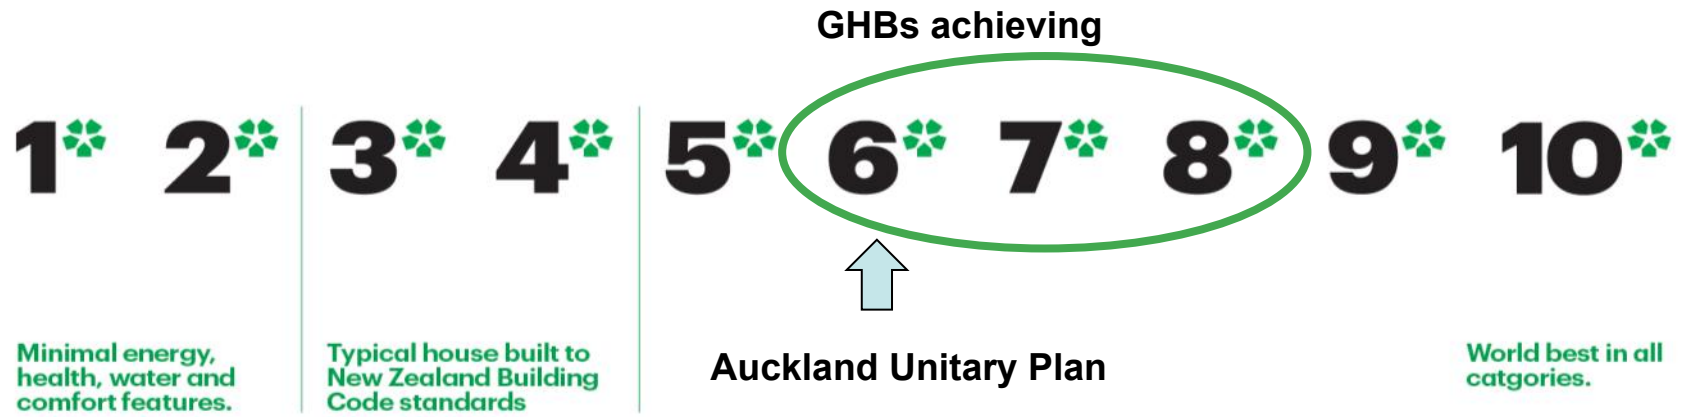 GHBs achieving
1 2 3 4 5 6 7 8 9 10
Minimal energy,
health, water and
comfort features.
Typical house built to
New Zealand Building
Code standards
Auckland Unitary Plan
World best in all
catgories.